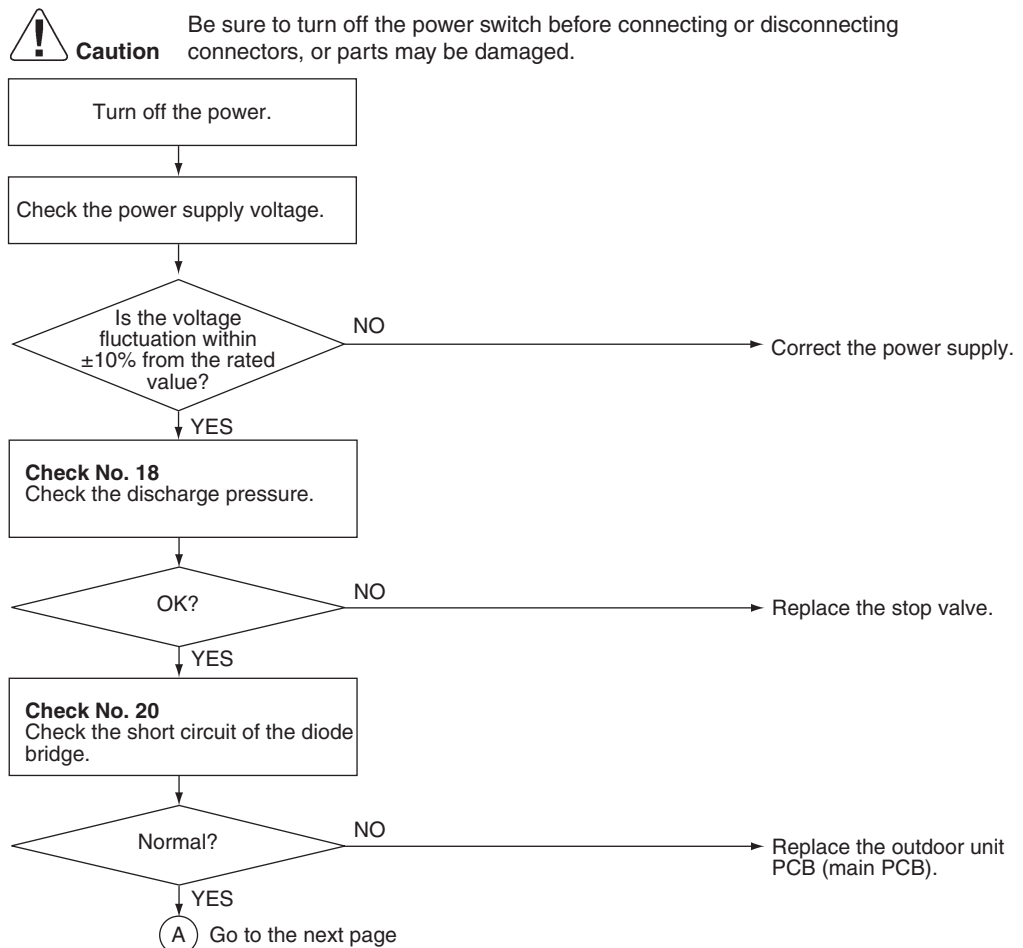 Be sure to turn off the power switch before connecting or disconnecting
Caution connectors, or parts may be damaged.
Turn off the power.
Check the power supply voltage.
Is the voltage
fluctuation within
±10% from the rated
value?
NO
Correct the power supply.
YES
Check No. 18
Check the discharge pressure.
OK?
NO
Replace the stop valve.
YES
Check No. 20
Check the short circuit of the diode
bridge.
Normal?
NO
Replace the outdoor unit
PCB (main PCB).
YES
A Go to the next page